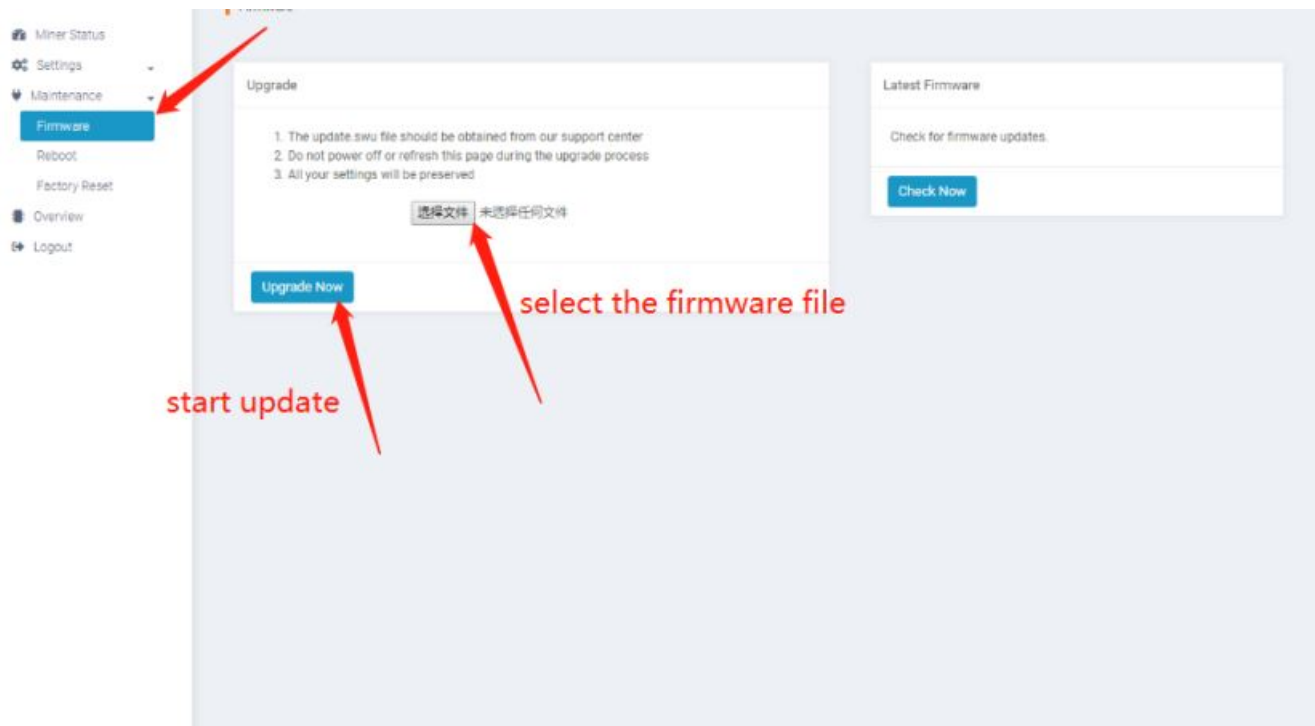 Miner Status
Settings
Maintenance
Firmware
Reboot
Factory Reset
Overview
Logout
Upgrade
1. The update.swu file should be obtained from our support center
2. Do not power off or refresh this page during the upgrade process
3. All your settings will be preserved
选择文件 未选择任何文件
Upgrade Now
select the firmware file
start update
Latest Firmware
Check for firmware updates.
Check Now